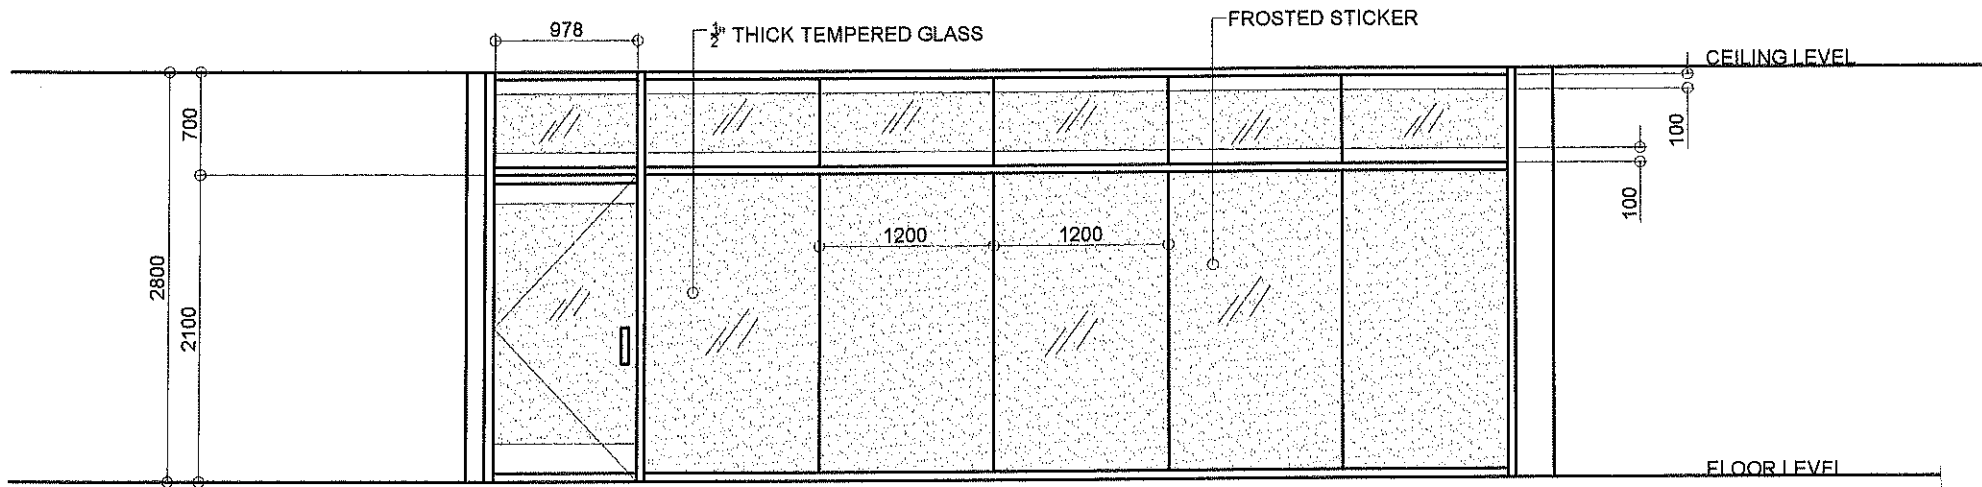 FROSTED STICKER
978
½" THICK TEMPERED GLASS
CEILING LEVEL
700
100
100
1200
1200
2800
2100
FLOOR LEVEL